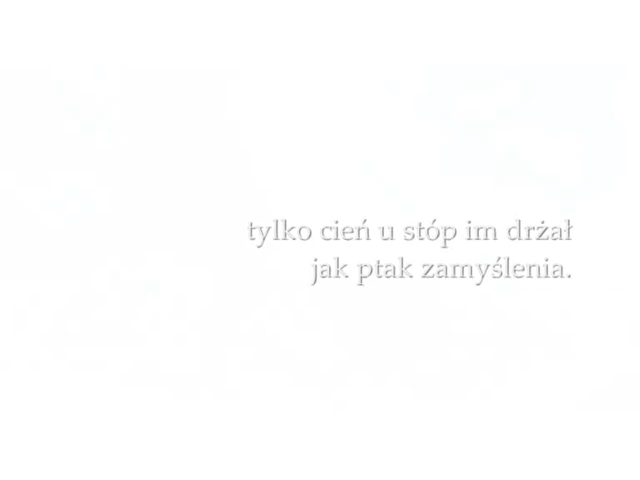 tylko cień u stóp im drżał
jak ptak zamyślenia.